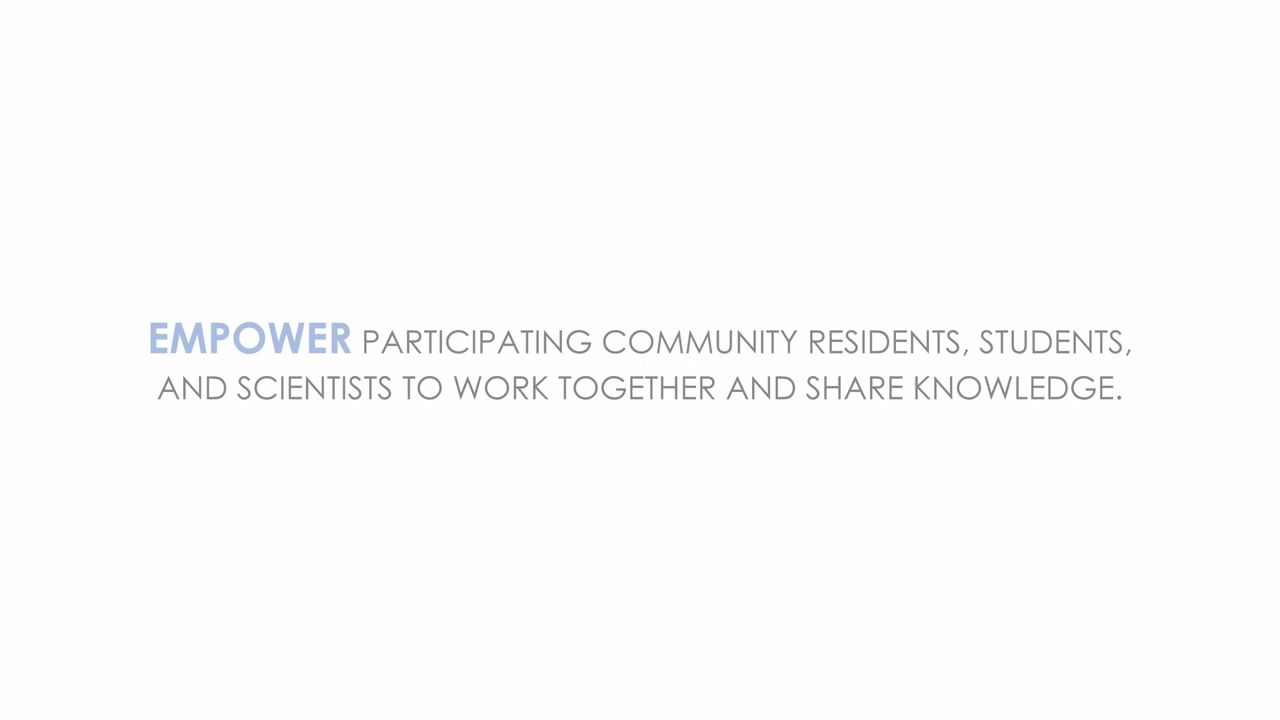 EMPOWER PARTICIPATING COMMUNITY RESIDENTS, STUDENTS,
AND SCIENTISTS TO WORK TOGETHER AND SHARE KNOWLEDGE.